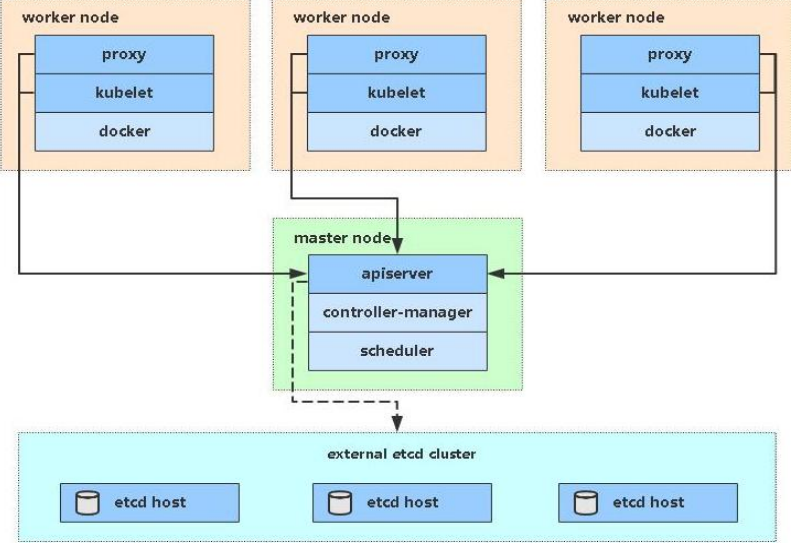 worker node
proxy
kubelet
docker
worker node
proxy
kubelet
docker
worker node
proxy
kubelet
docker
master node
apiserver
controller-manager
scheduler
external etcd cluster
etcd host
etcd host
etcd host